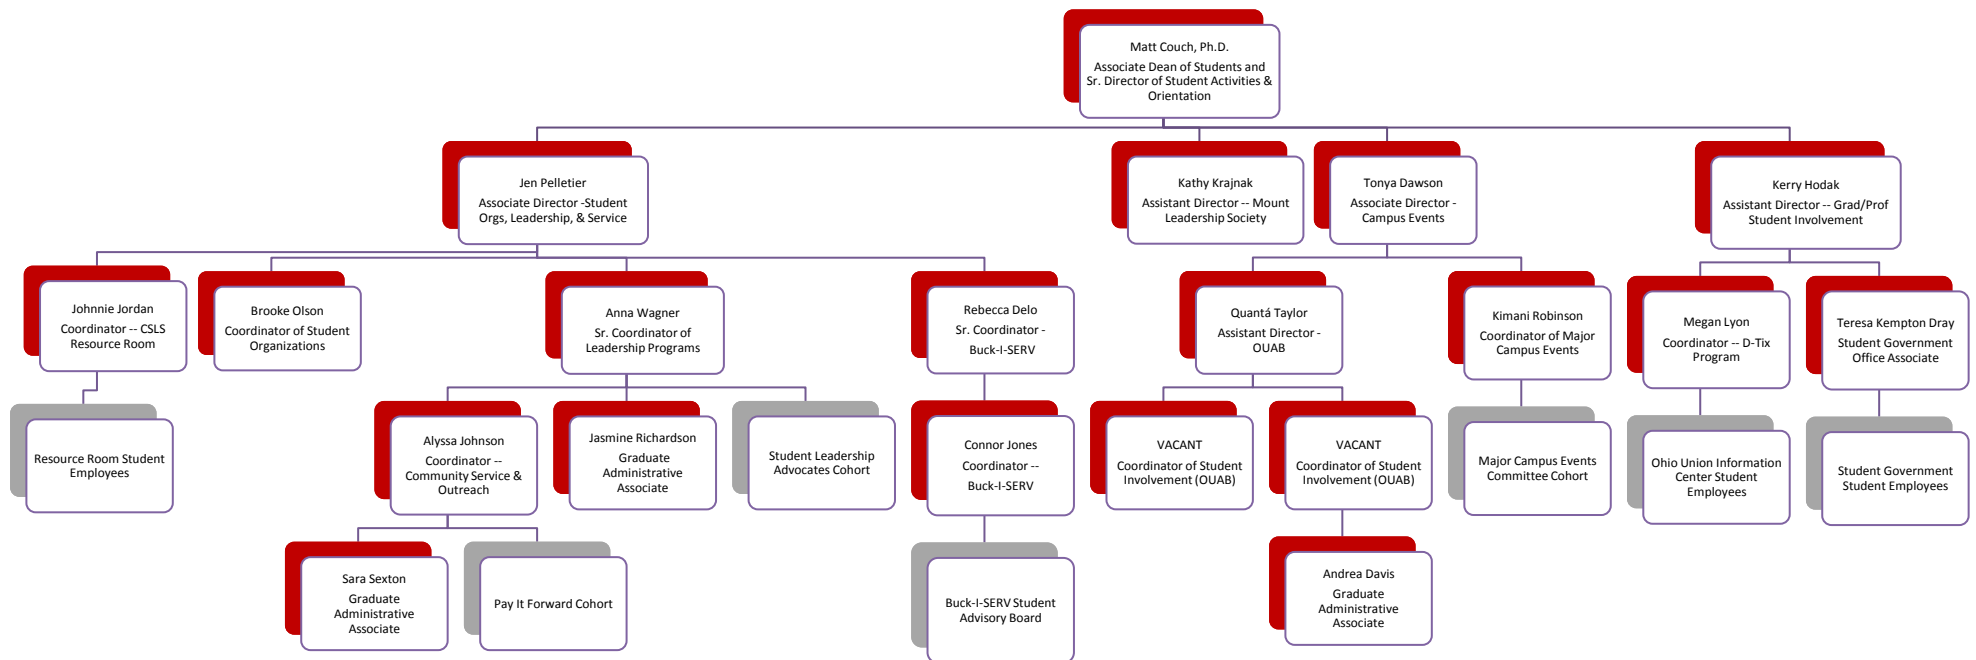 Matt Couch, Ph.D.
Associate Dean of Students and
Sr. Director of Student Activities &
Orientation
Jen Pelletier
Associate Director -Student
Orgs, Leadership, & Service
Kathy Krajnak
Assistant Director -- Mount
Leadership Society
Tonya Dawson
Associate Director -
Campus Events
Kerry Hodak
Assistant Director -- Grad/Prof
Student Involvement
Johnnie Jordan
Coordinator -- CSLS
Resource Room
Brooke Olson
Coordinator of Student
Organizations
Anna Wagner
Sr. Coordinator of
Leadership Programs
Rebecca Delo
Sr. Coordinator -
Buck-I-SERV
Quantá Taylor
Assistant Director -
OUAB
Kimani Robinson
Coordinator of Major
Campus Events
Megan Lyon
Coordinator -- D-Tix
Program
Teresa Kempton Dray
Student Government
Office Associate
Resource Room Student
Employees
Alyssa Johnson
Coordinator --
Community Service &
Outreach
Jasmine Richardson
Graduate
Administrative
Associate
Student Leadership
Advocates Cohort
Connor Jones
Coordinator --
Buck-I-SERV
VACANT
Coordinator of Student
Involvement (OUAB)
VACANT
Coordinator of Student
Involvement (OUAB)
Major Campus Events
Committee Cohort
Ohio Union Information
Center Student
Employees
Student Government
Student Employees
Sara Sexton
Graduate
Administrative
Associate
Pay It Forward Cohort
Buck-I-SERV Student
Advisory Board
Andrea Davis
Graduate
Administrative
Associate